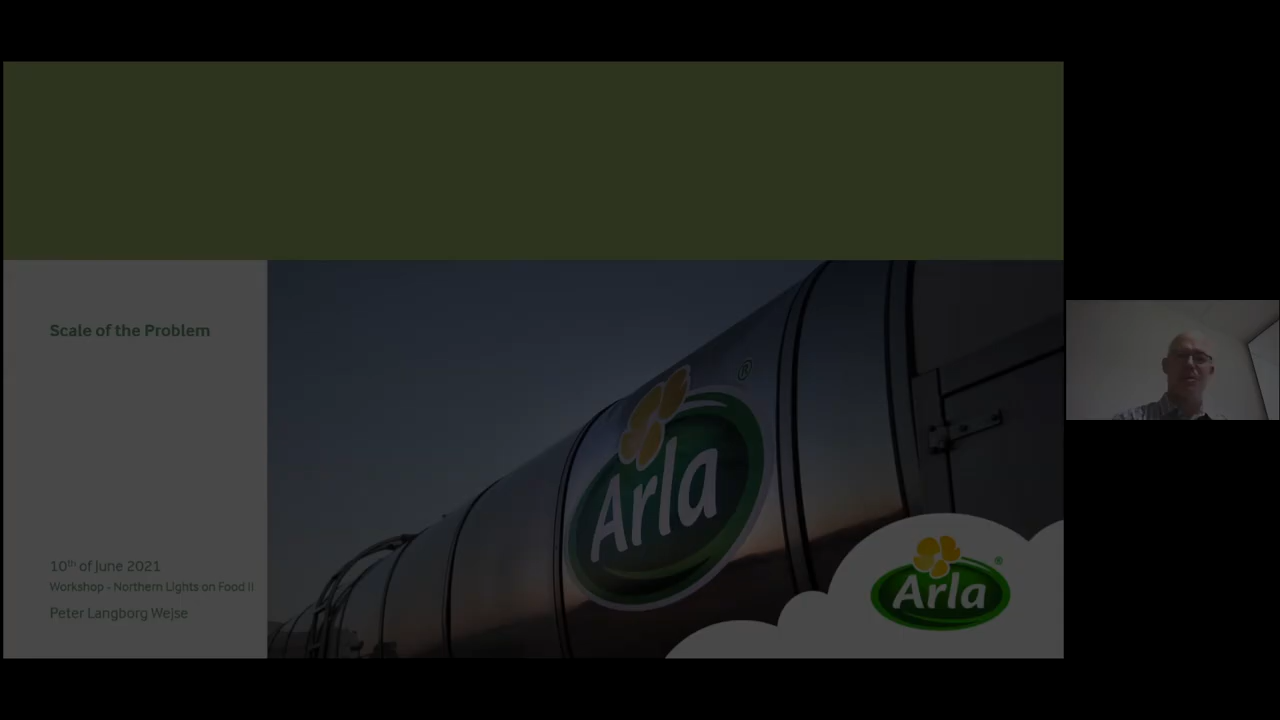 Scale of the Problem
10th of June 2021
Workshop - Northern Lights on Food II
Peter Langborg Wejse
®
Arla
®
Arla